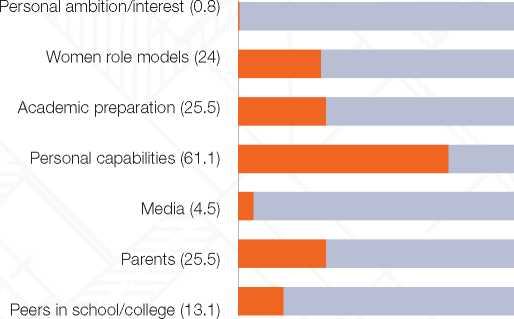 Personal ambition/interest (0.8)
Women role models (24)
Academic preparation (25.5)
Personal capabilities (61.1)
Media (4.5)
Parents (25.5)
Peers in school/college (13.1)